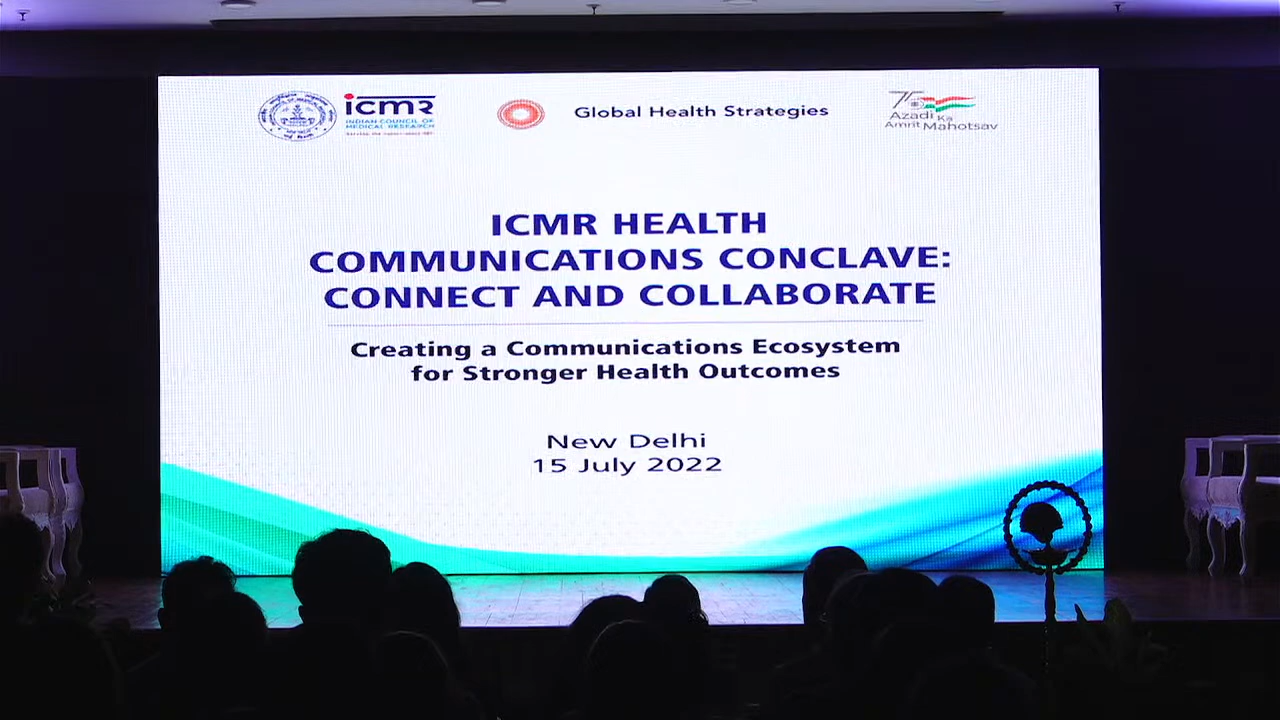 icmr
INDIAN COUNCIL OF
MEDICAL RESEARCH
Global Health Strategies
75
Azadi Ka
Amrit Mahotsav
ICMR HEALTH
COMMUNICATIONS CONCLAVE:
CONNECT AND COLLABORATE
Creating a Communications Ecosystem
for Stronger Health Outcomes
New Delhi
15 July 2022